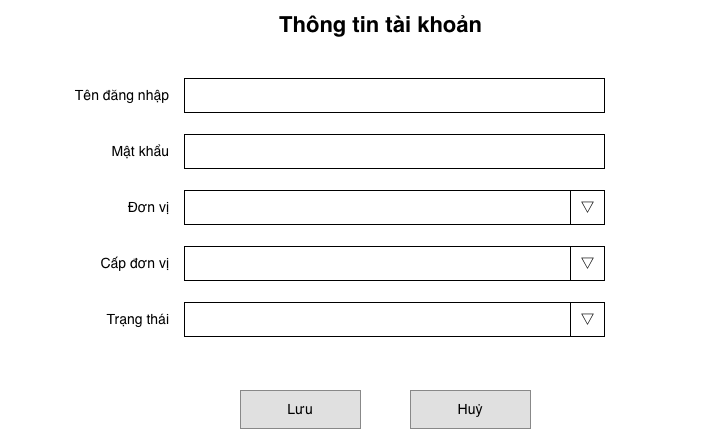 Thông tin tài khoản
Tên đăng nhập
Mật khẩu
Đơn vị
Cấp đơn vị
Trạng thái
Lưu
Huỷ